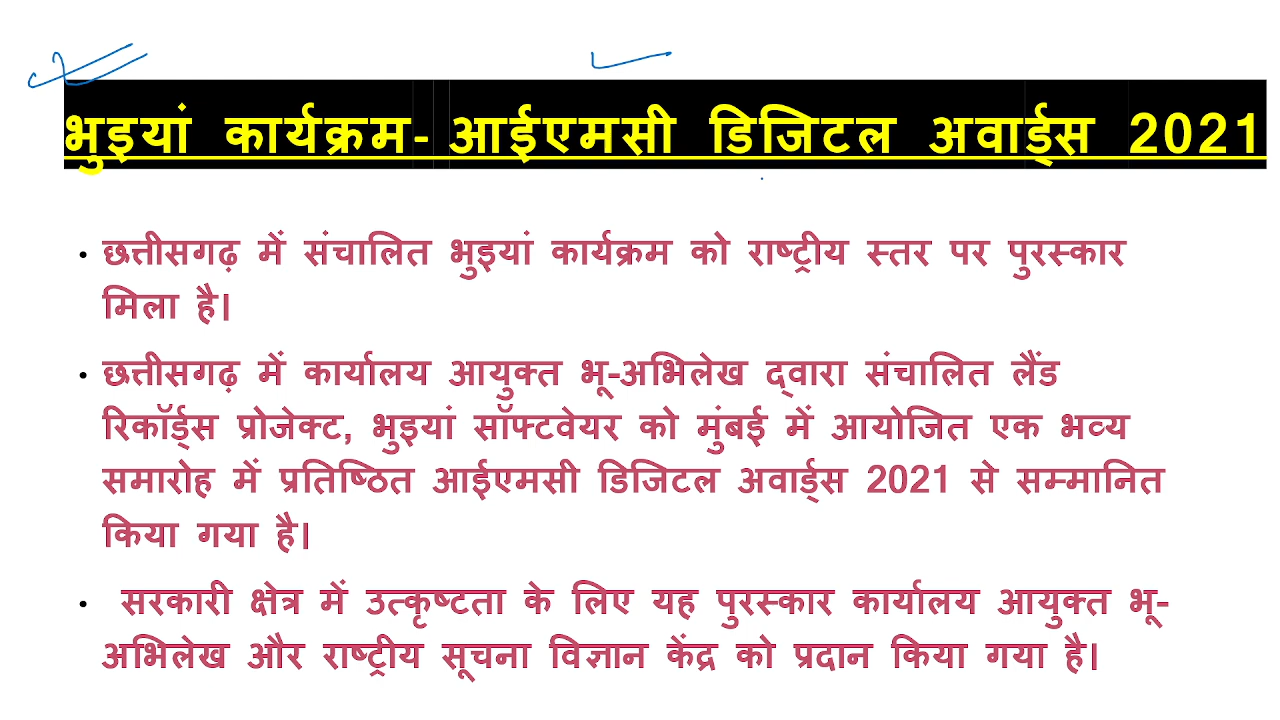 भुइयां कार्यक्रम- आईएमसी डिजिटल अवार्ड्स 2021
• छत्तीसगढ़ में संचालित भुइयां कार्यक्रम को राष्ट्रीय स्तर पर पुरस्कार
मिला है।
• छत्तीसगढ़ में कार्यालय आयुक्त भू-अभिलेख द्वारा संचालित लैंड
रिकॉर्ड्स प्रोजेक्ट, भुइयां सॉफ्टवेयर को मुंबई में आयोजित एक भव्य
समारोह में प्रतिष्ठित आईएमसी डिजिटल अवार्ड्स 2021 से सम्मानित
किया गया है।
• सरकारी क्षेत्र में उत्कृष्टता के लिए यह पुरस्कार कार्यालय आयुक्त भू-
अभिलेख और राष्ट्रीय सूचना विज्ञान केंद्र को प्रदान किया गया है।